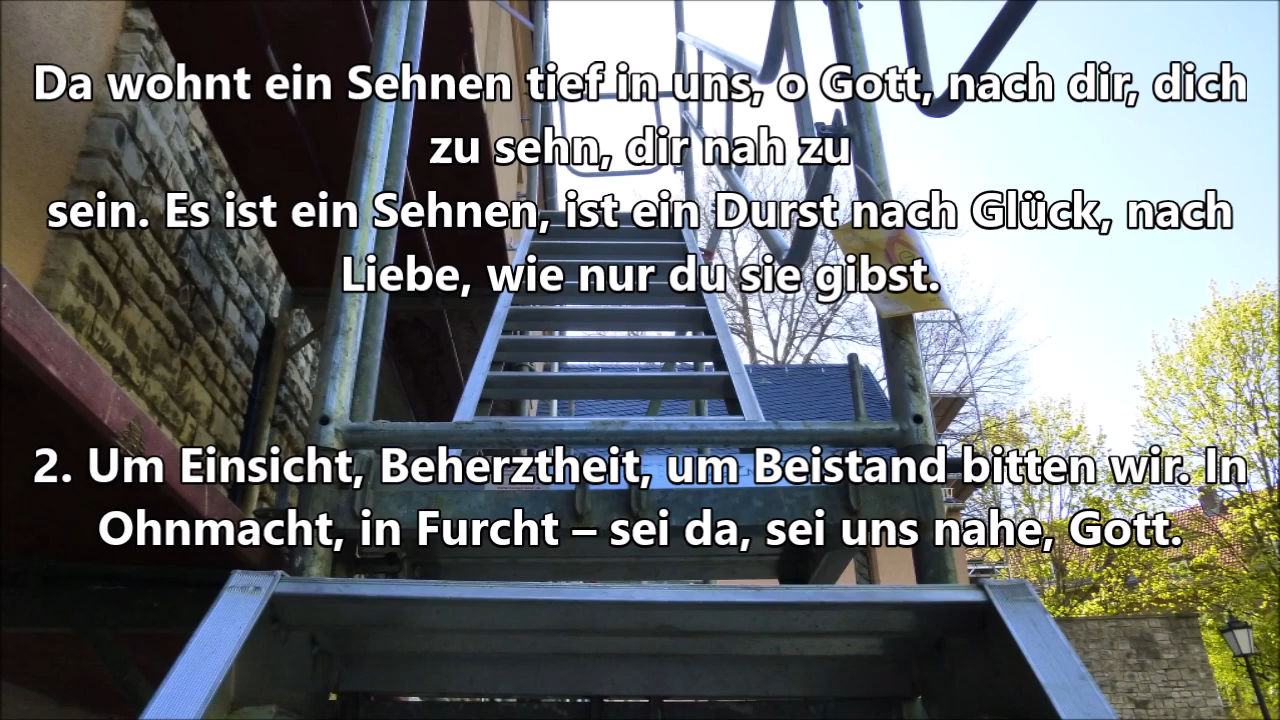 Da wohnt ein Sehnen tief in uns, o Gott, nach dir, dich
zu sehn, dir nah zu
sein. Es ist ein Sehnen, ist ein Durst nach Glück, nach
Liebe, wie nur du sie gibst.
2. Um Einsicht, Beherztheit, um Beistand bitten wir. In
Ohnmacht, in Furcht – sei da, sei uns nahe, Gott.